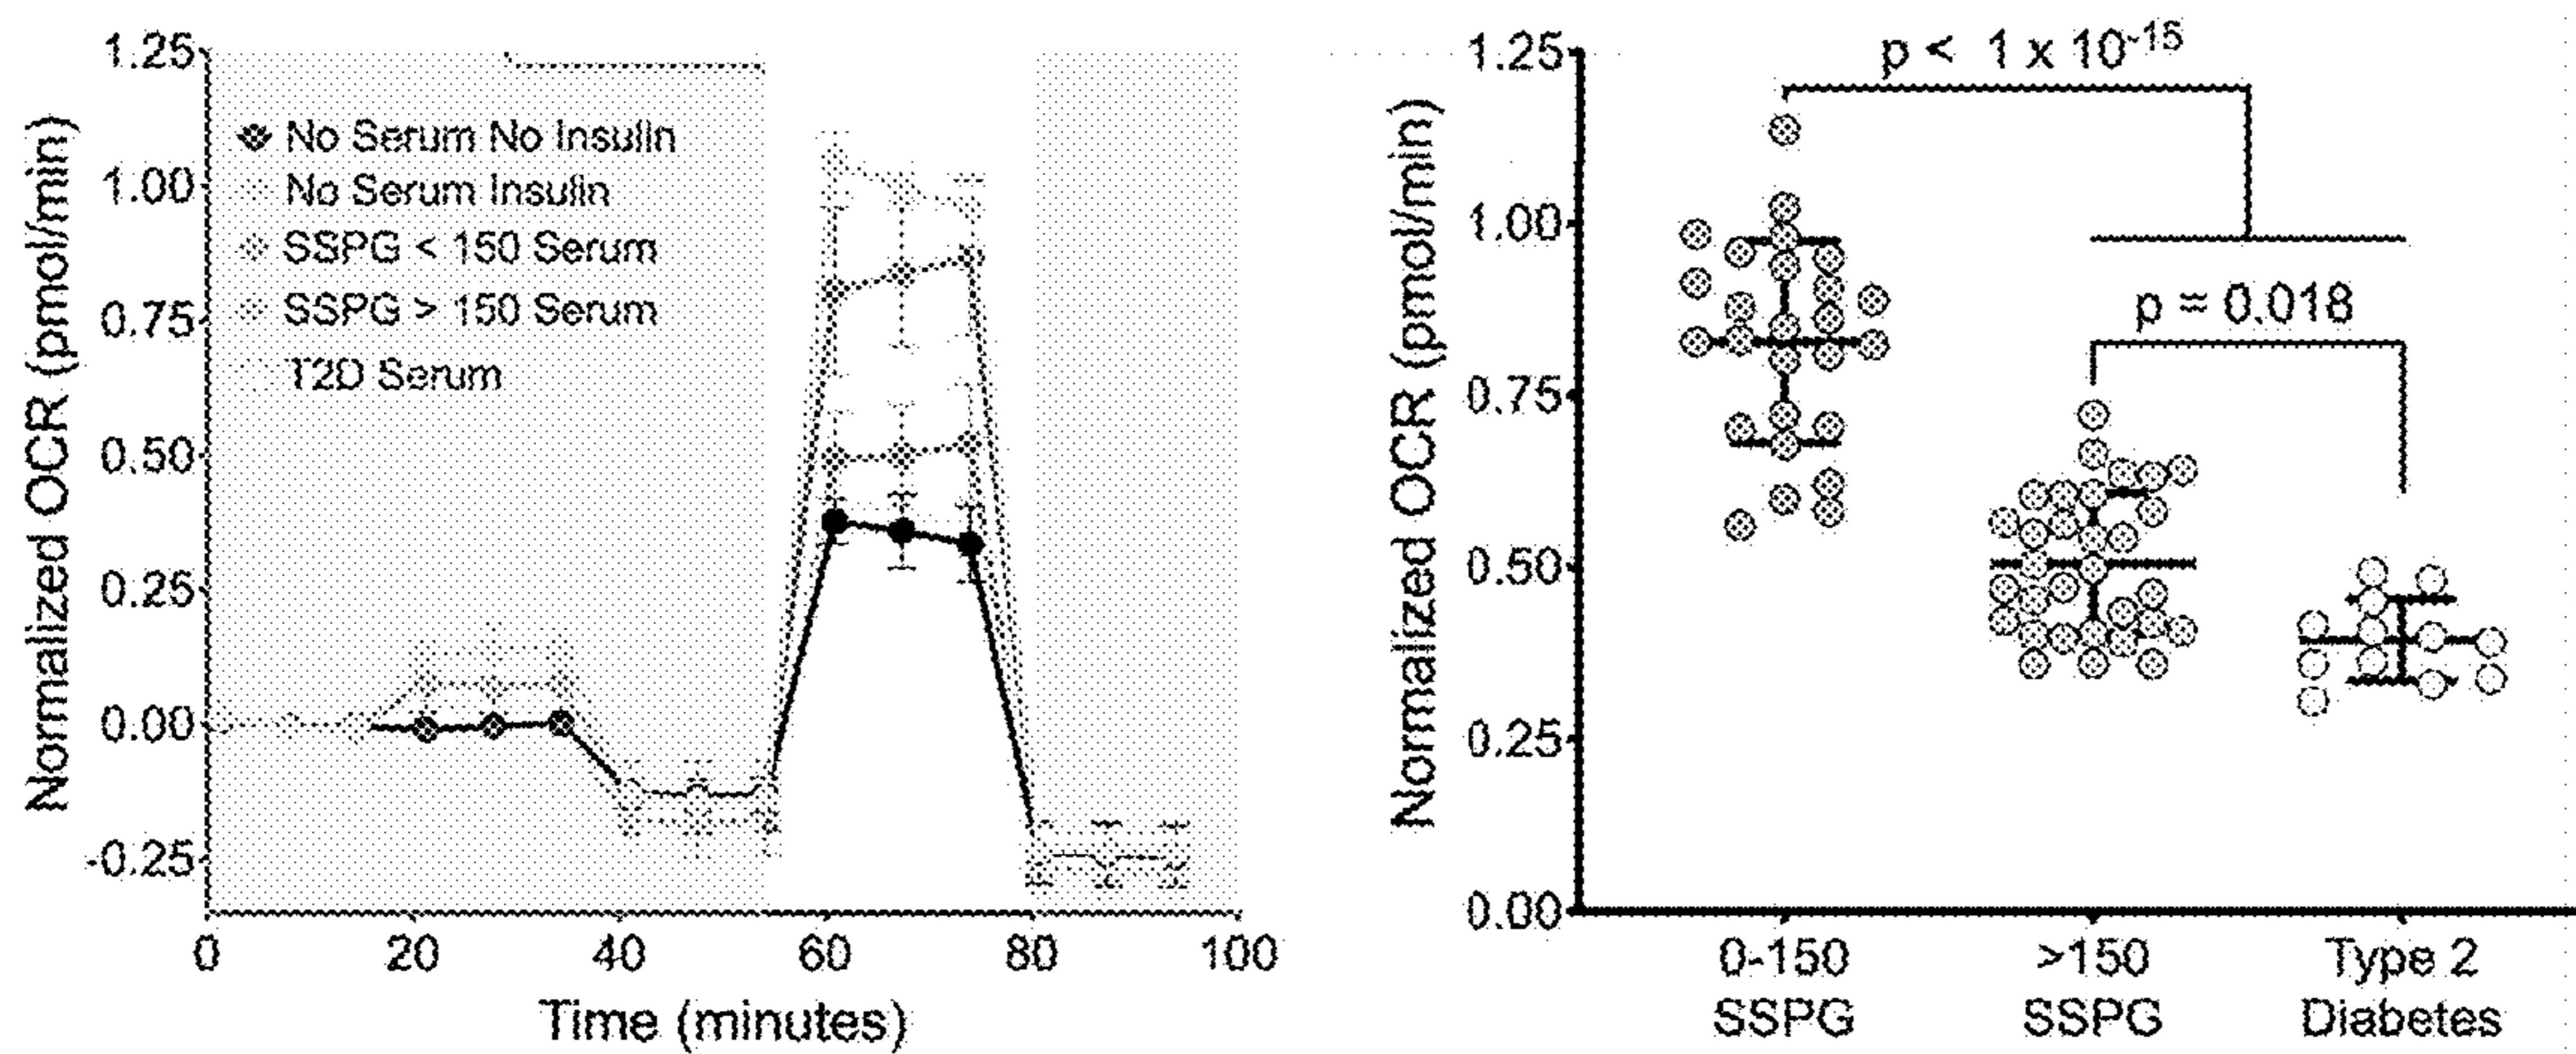 Normalized OCR (pmol/min)
1.25
1.00
0.75
0.50
0.25
0.00
-0.25
No Serum No Insulin
No Serum Insulin
SSPG < 150 Serum
SSPG > 150 Serum
T2D Serum
0 20 40 60 80 100
Time (minutes)
Normalized OCR (pmol/min)
1.25
1.00
0.75
0.50
0.25
0.00
p < 1 x 10⁻¹⁵
p = 0.018
0-150 >150 Type 2
SSPG SSPG Diabetes